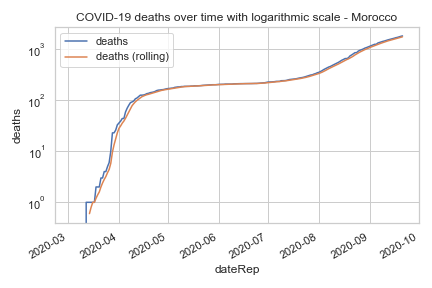 COVID-19 deaths over time with logarithmic scale - Morocco
deaths
deaths (rolling)
10³
10²
10¹
10⁰
deaths
2020-03
2020-04
2020-05
2020-06
2020-07
2020-08
2020-09
2020-10
dateRep